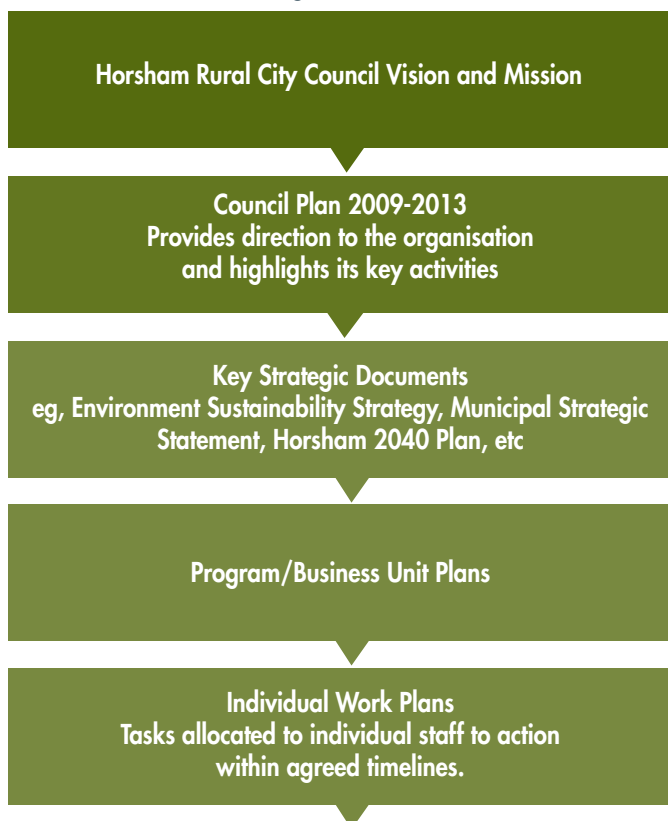 Horsham Rural City Council Vision and Mission
Council Plan 2009-2013
Provides direction to the organisation
and highlights its key activities
Key Strategic Documents
eg, Environment Sustainability Strategy, Municipal Strategic
Statement, Horsham 2040 Plan, etc
Program/Business Unit Plans
Individual Work Plans
Tasks allocated to individual staff to action
within agreed timelines.